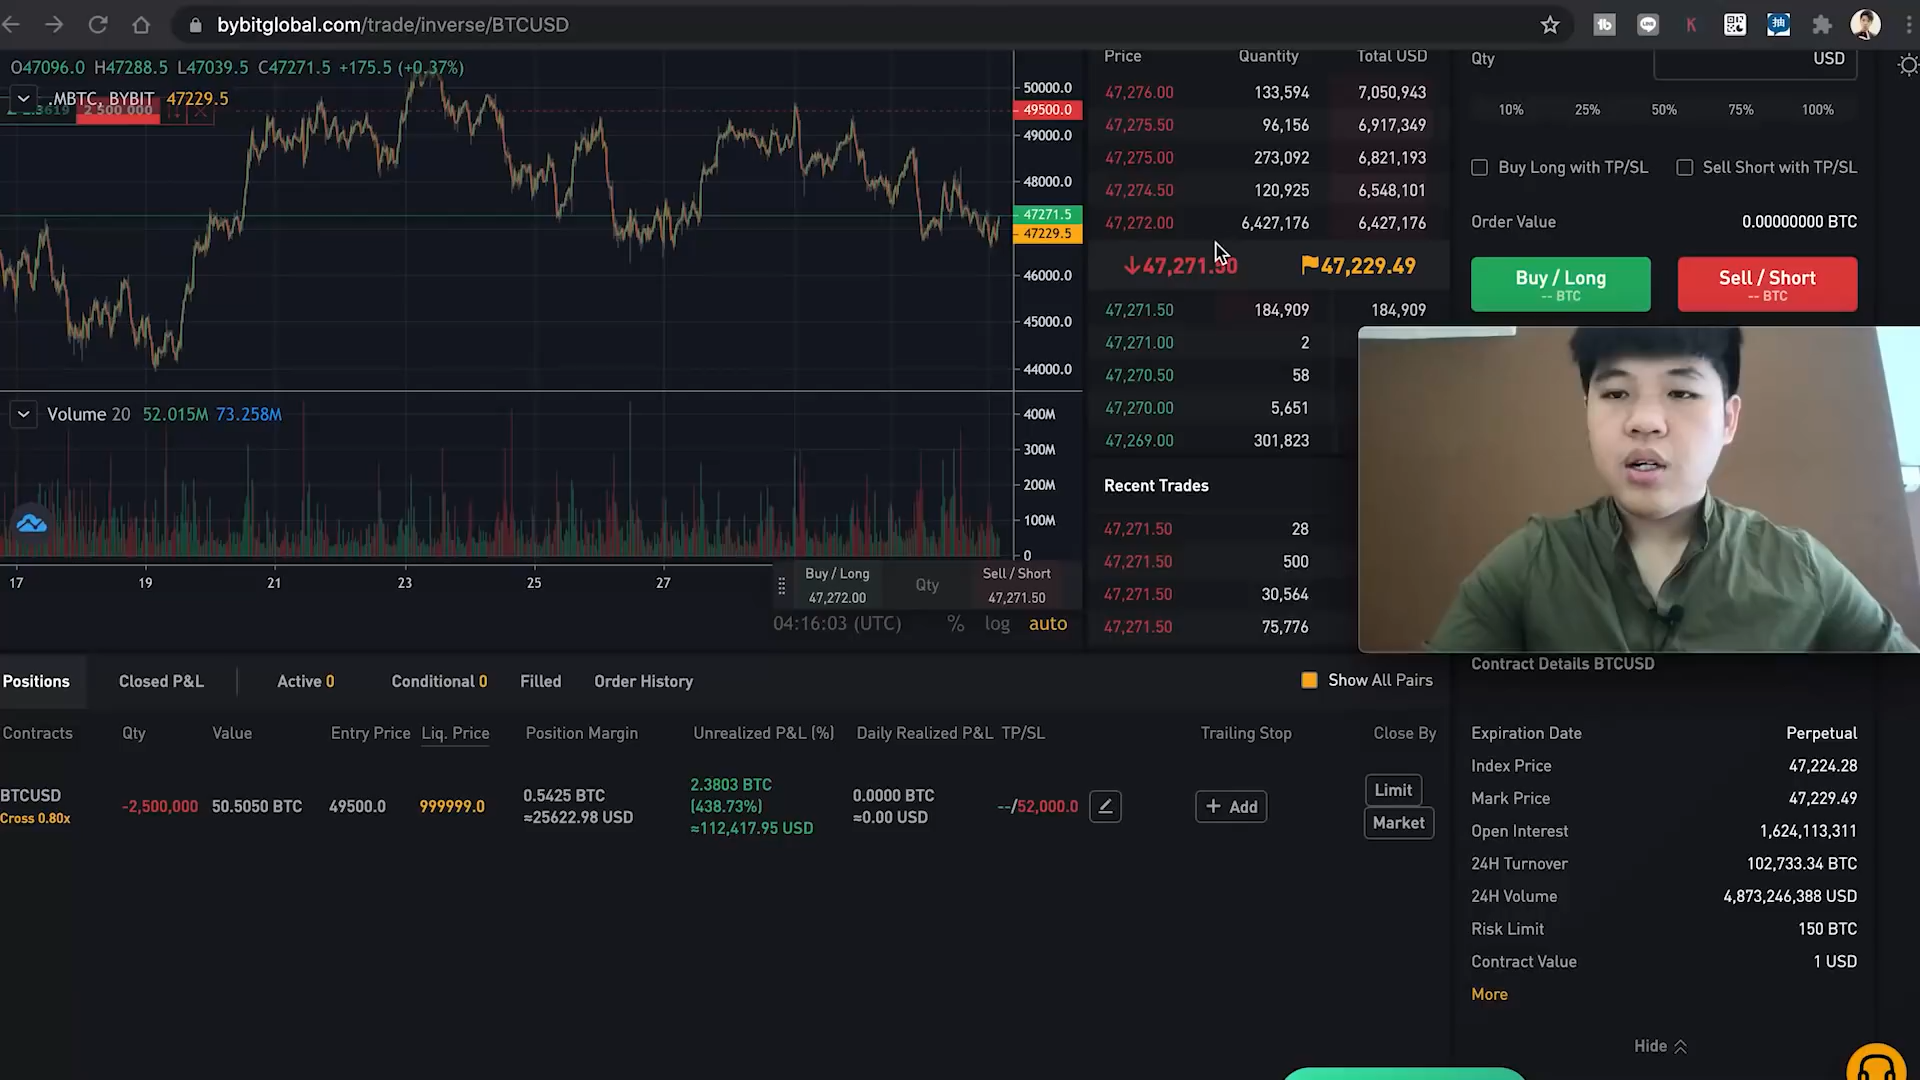 bybitglobal.com/trade/inverse/BTCUSD
O47096.0 H47288.5 L47039.5 C47271.5 +175.5 (+0.37%)
.MBTC, BYBIT 47229.5
2.3619 2 500 000
50000.0
49500.0
49000.0
48000.0
47271.5
47229.5
46000.0
45000.0
44000.0
Volume 20 52.015M 73.258M
400M
300M
200M
100M
0
17 19 21 23 25 27
Buy / Long Qty Sell / Short
47,272.00 47,271.50
04:16:03 (UTC) % log auto
Price Quantity Total USD
47,276.00 133,594 7,050,943
47,275.50 96,156 6,917,349
47,275.00 273,092 6,821,193
47,274.50 120,925 6,548,101
47,272.00 6,427,176 6,427,176
47,271.50 47,229.49
47,271.50 184,909 184,909
47,271.00 2
47,270.50 58
47,270.00 5,651
47,269.00 301,823
Recent Trades
47,271.50 28
47,271.50 500
47,271.50 30,564
47,271.50 75,776
Qty USD
10% 25% 50% 75% 100%
Buy Long with TP/SL Sell Short with TP/SL
Order Value 0.00000000 BTC
Buy / Long Sell / Short
-- BTC -- BTC
Positions Closed P&L Active 0 Conditional 0 Filled Order History Show All Pairs
Contracts Qty Value Entry Price Liq. Price Position Margin Unrealized P&L (%) Daily Realized P&L TP/SL Trailing Stop Close By
BTCUSD
Cross 0.80x
-2,500,000 50.5050 BTC 49500.0 999999.0
0.5425 BTC
≈25622.98 USD
2.3803 BTC
(438.73%)
≈112,417.95 USD
0.0000 BTC
≈0.00 USD
--/52,000.0
+ Add
Limit
Market
Contract Details BTCUSD
Expiration Date Perpetual
Index Price 47,224.28
Mark Price 47,229.49
Open Interest 1,624,113,311
24H Turnover 102,733.34 BTC
24H Volume 4,873,246,388 USD
Risk Limit 150 BTC
Contract Value 1 USD
More
Hide